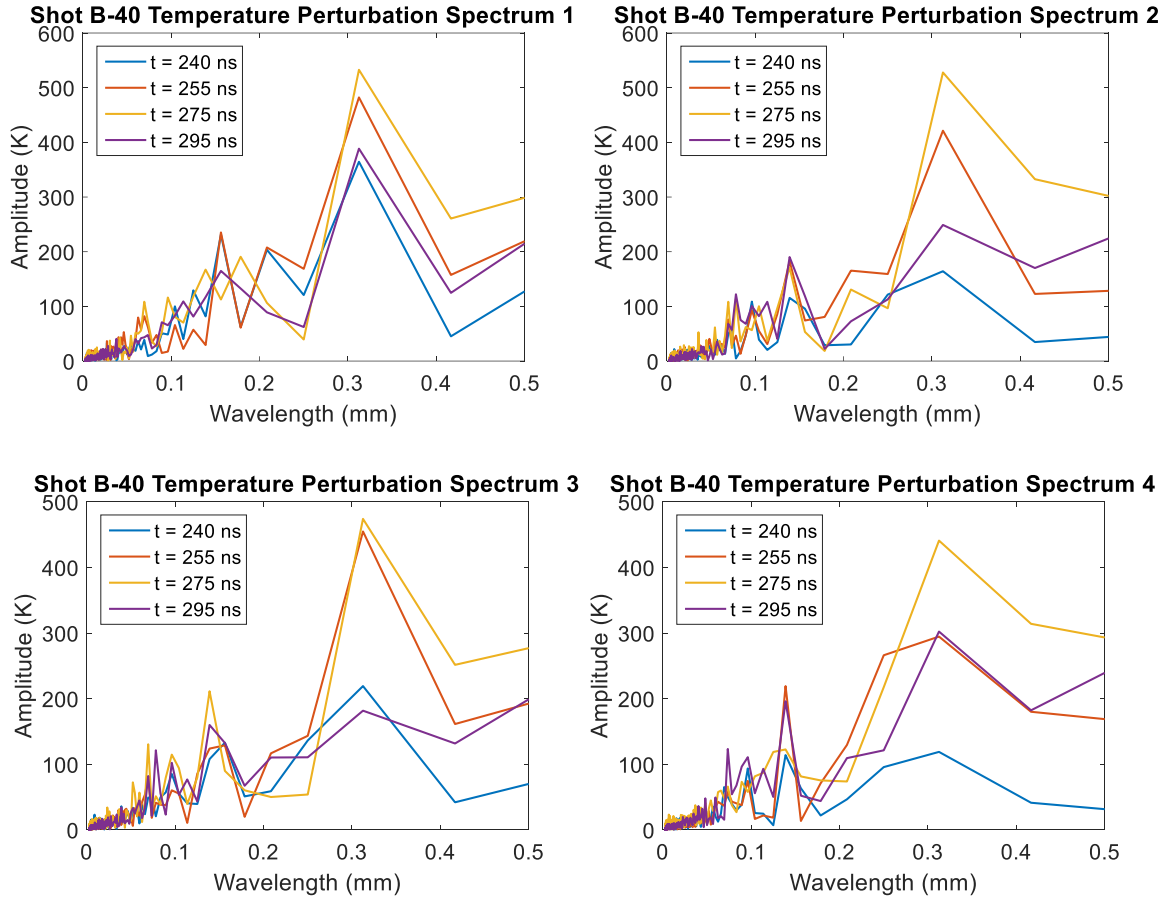 Shot B-40 Temperature Perturbation Spectrum 1
600
500
400
300
200
100
0
Amplitude (K)
t = 240 ns
t = 255 ns
t = 275 ns
t = 295 ns
0 0.1 0.2 0.3 0.4 0.5
Wavelength (mm)
Shot B-40 Temperature Perturbation Spectrum 2
600
500
400
300
200
100
0
Amplitude (K)
t = 240 ns
t = 255 ns
t = 275 ns
t = 295 ns
0 0.1 0.2 0.3 0.4 0.5
Wavelength (mm)
Shot B-40 Temperature Perturbation Spectrum 3
500
400
300
200
100
0
Amplitude (K)
t = 240 ns
t = 255 ns
t = 275 ns
t = 295 ns
0 0.1 0.2 0.3 0.4 0.5
Wavelength (mm)
Shot B-40 Temperature Perturbation Spectrum 4
500
400
300
200
100
0
Amplitude (K)
t = 240 ns
t = 255 ns
t = 275 ns
t = 295 ns
0 0.1 0.2 0.3 0.4 0.5
Wavelength (mm)